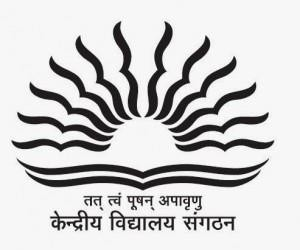 तत् त्वं पूषन् अपावृणु
केन्द्रीय विद्यालय संगठन